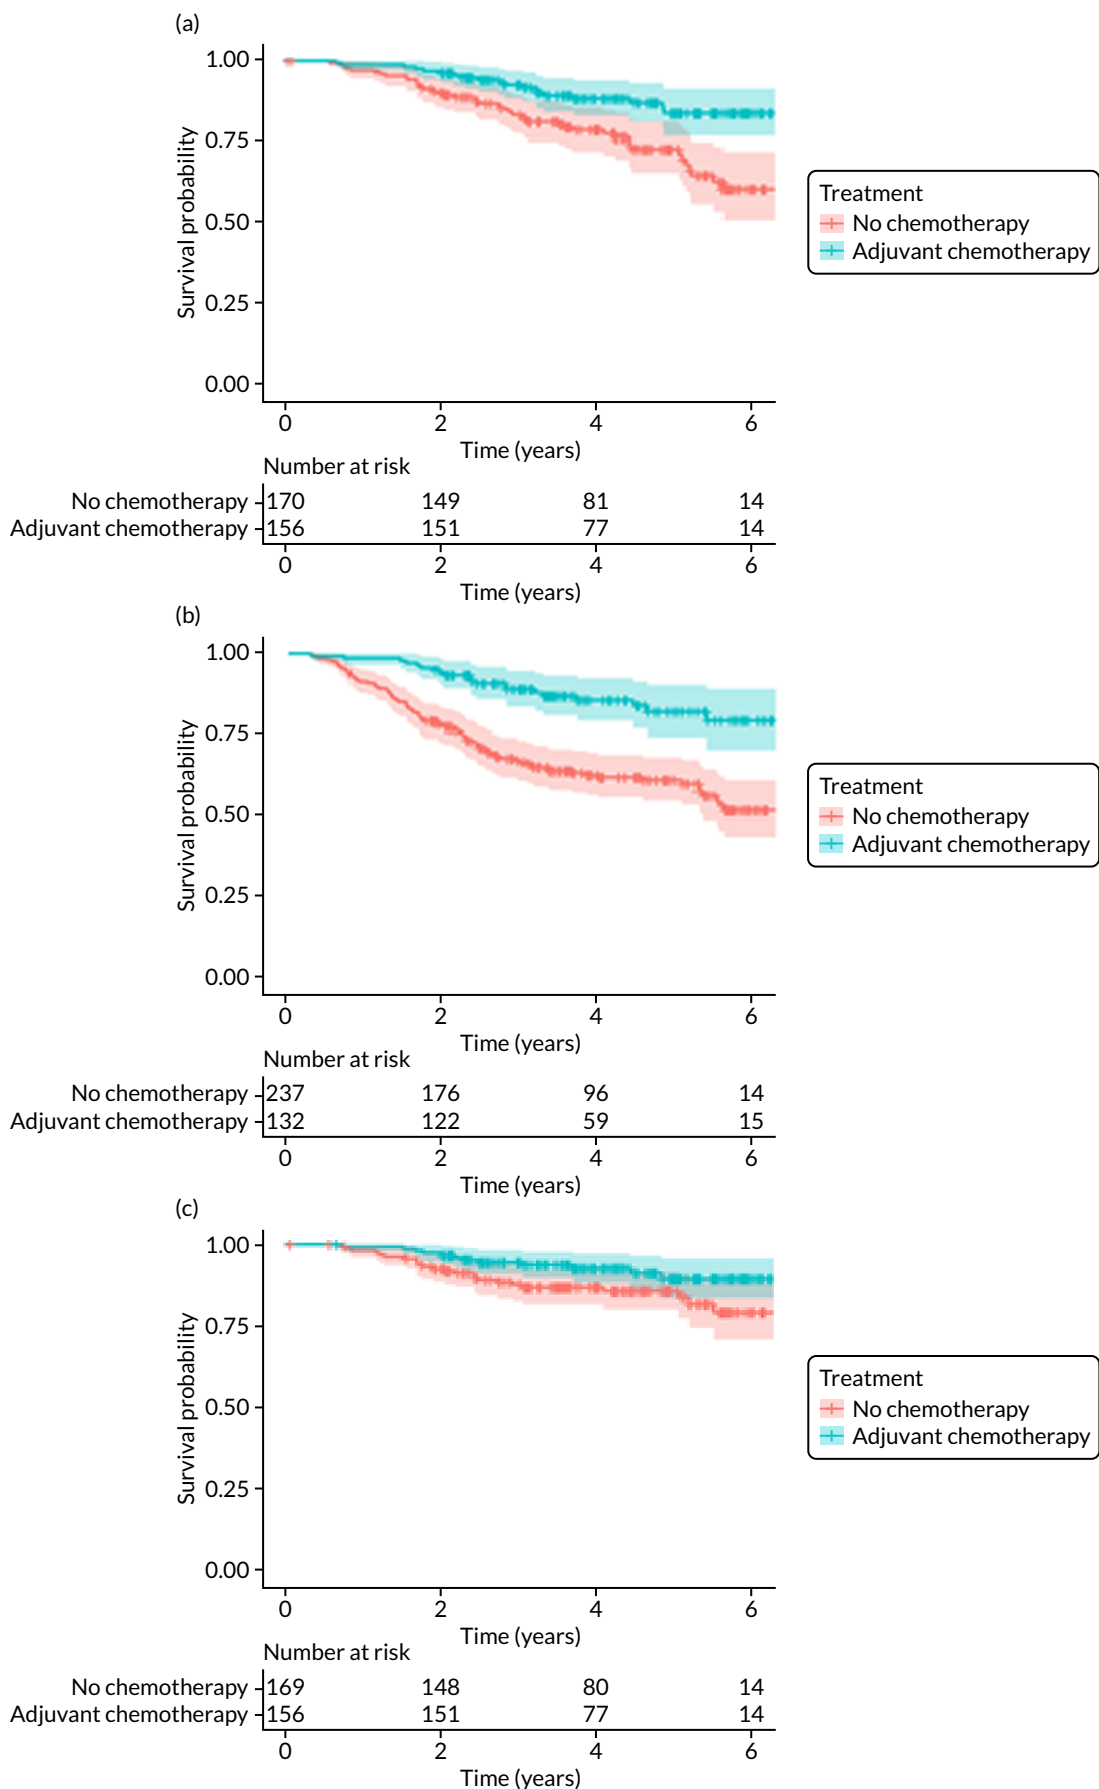 (a)
1.00
0.75
0.50
0.25
0.00
Survival probability
0 2 4 6
Time (years)
Treatment
No chemotherapy
Adjuvant chemotherapy
Number at risk
No chemotherapy 170 149 81 14
Adjuvant chemotherapy 156 151 77 14
0 2 4 6
Time (years)
(b)
1.00
0.75
0.50
0.25
0.00
Survival probability
0 2 4 6
Time (years)
Treatment
No chemotherapy
Adjuvant chemotherapy
Number at risk
No chemotherapy 237 176 96 14
Adjuvant chemotherapy 132 122 59 15
0 2 4 6
Time (years)
(c)
1.00
0.75
0.50
0.25
0.00
Survival probability
0 2 4 6
Time (years)
Treatment
No chemotherapy
Adjuvant chemotherapy
Number at risk
No chemotherapy 169 148 80 14
Adjuvant chemotherapy 156 151 77 14
0 2 4 6
Time (years)